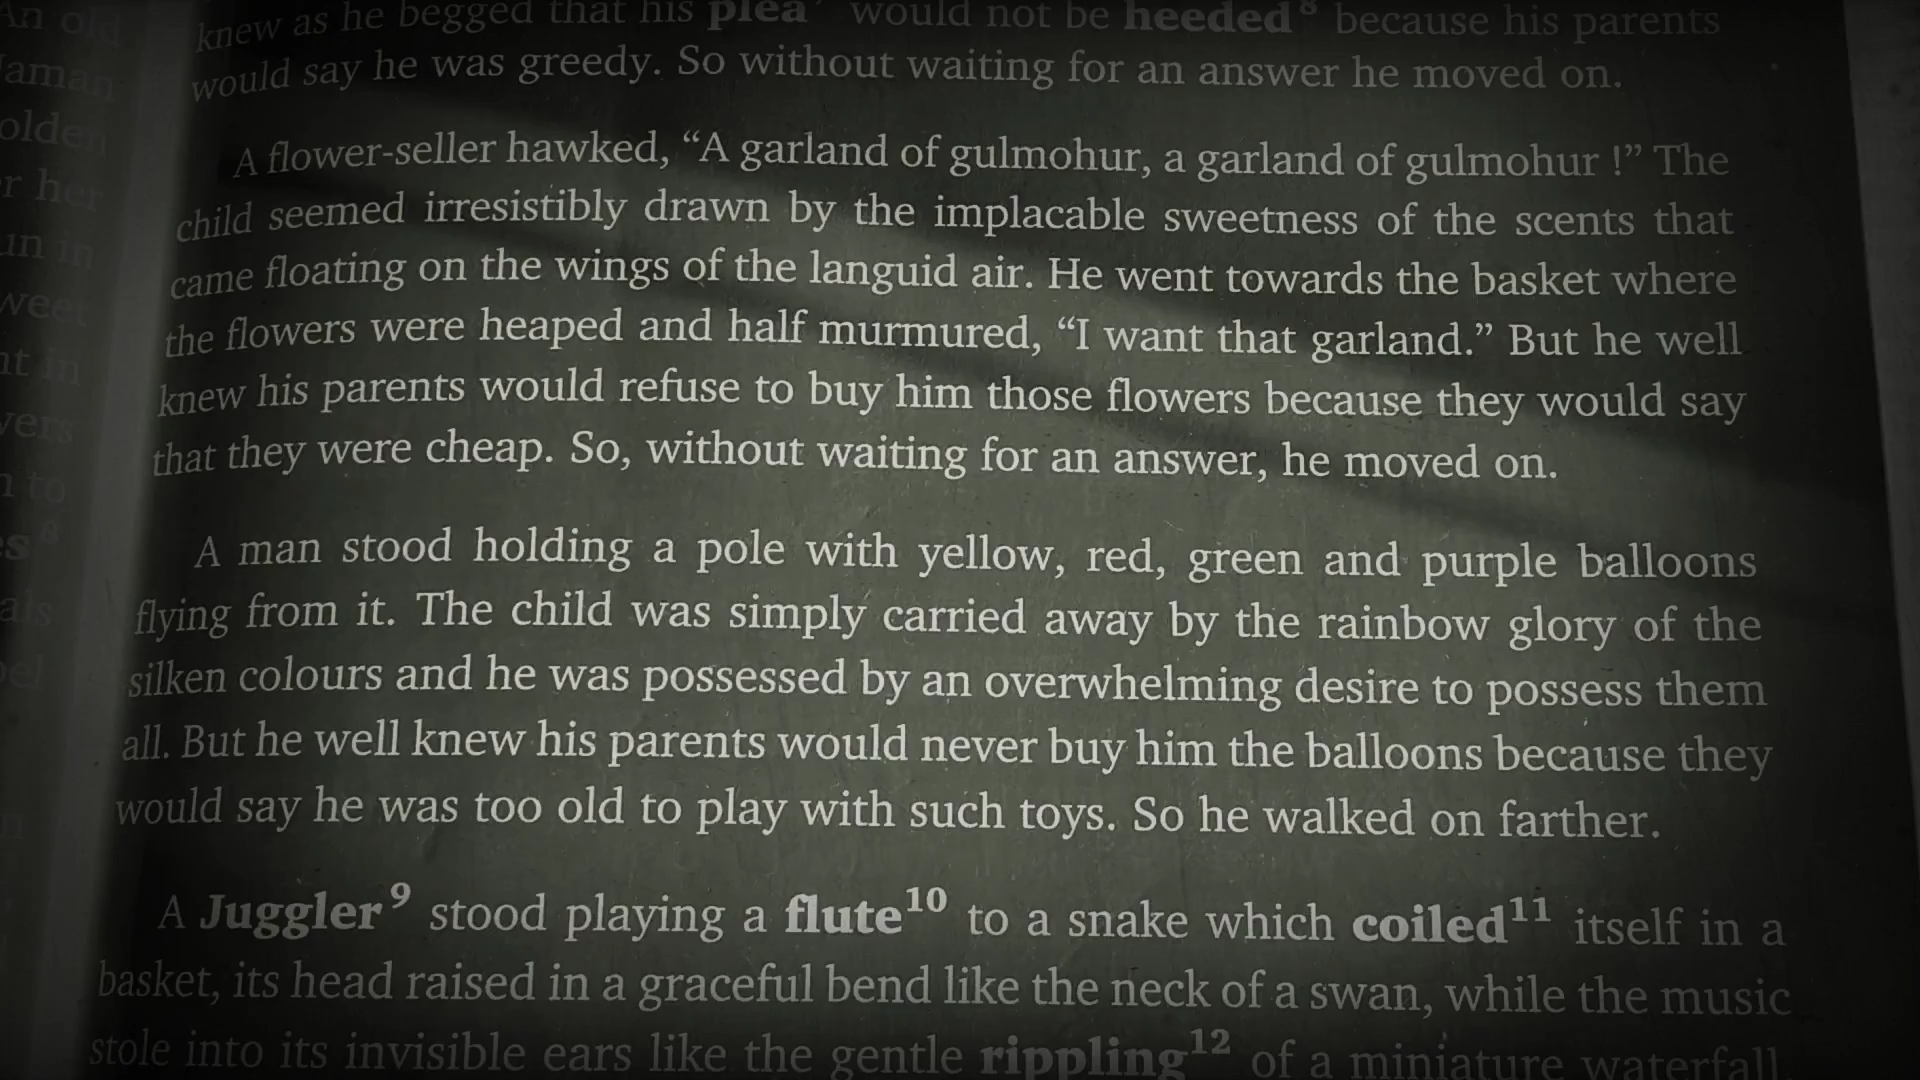 An old
knew as he begged that his plea would not be heeded⁸ because his parents
would say he was greedy. So without waiting for an answer he moved on.
A flower-seller hawked, “A garland of gulmohur, a garland of gulmohur !” The
child seemed irresistibly drawn by the implacable sweetness of the scents that
came floating on the wings of the languid air. He went towards the basket where
the flowers were heaped and half murmured, “I want that garland.” But he well
knew his parents would refuse to buy him those flowers because they would say
that they were cheap. So, without waiting for an answer, he moved on.
A man stood holding a pole with yellow, red, green and purple balloons
flying from it. The child was simply carried away by the rainbow glory of the
silken colours and he was possessed by an overwhelming desire to possess them
all. But he well knew his parents would never buy him the balloons because they
would say he was too old to play with such toys. So he walked on farther.
A Juggler⁹ stood playing a flute¹⁰ to a snake which coiled¹¹ itself in a
basket, its head raised in a graceful bend like the neck of a swan, while the music
stole into its invisible ears like the gentle rippling¹² of a miniature waterfall.